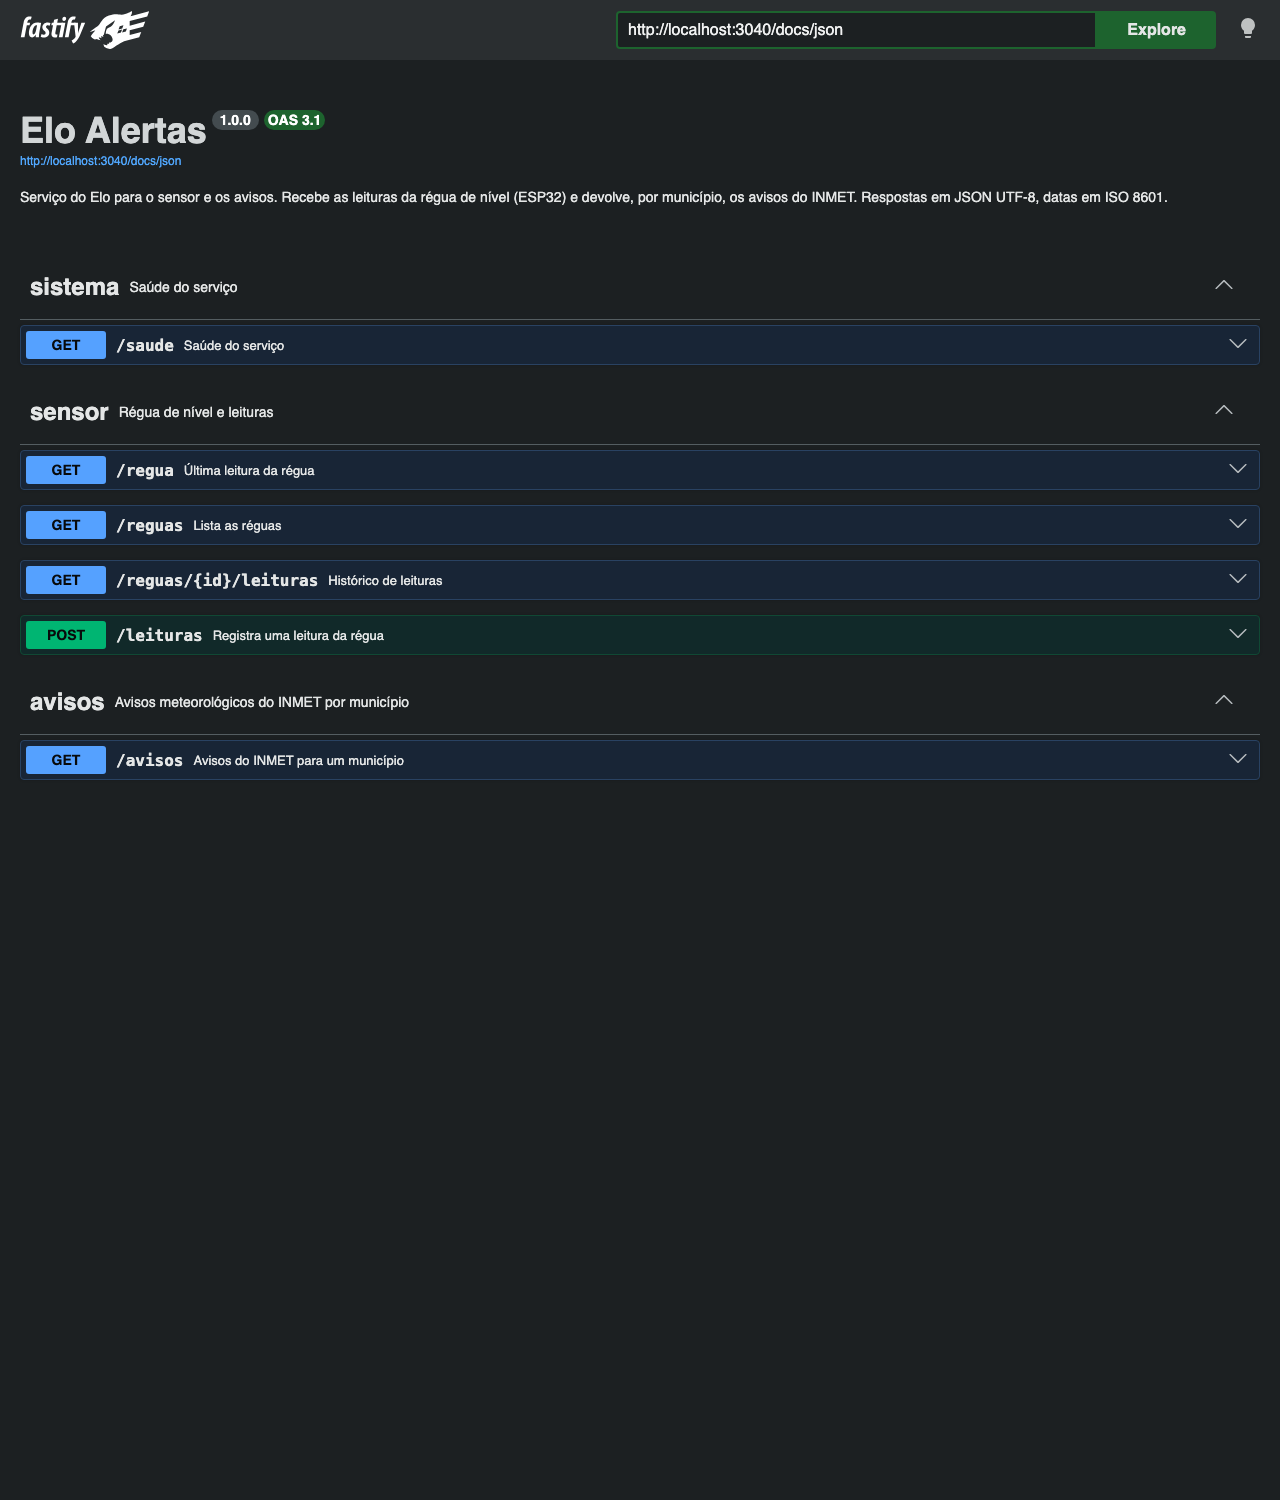 fastify
http://localhost:3040/docs/json Explore
Elo Alertas 1.0.0 OAS 3.1
http://localhost:3040/docs/json
Serviço do Elo para o sensor e os avisos. Recebe as leituras da régua de nível (ESP32) e devolve, por município, os avisos do INMET. Respostas em JSON UTF-8, datas em ISO 8601.
sistema Saúde do serviço
GET /saude Saúde do serviço
sensor Régua de nível e leituras
GET /regua Última leitura da régua
GET /reguas Lista as réguas
GET /reguas/{id}/leituras Histórico de leituras
POST /leituras Registra uma leitura da régua
avisos Avisos meteorológicos do INMET por município
GET /avisos Avisos do INMET para um município